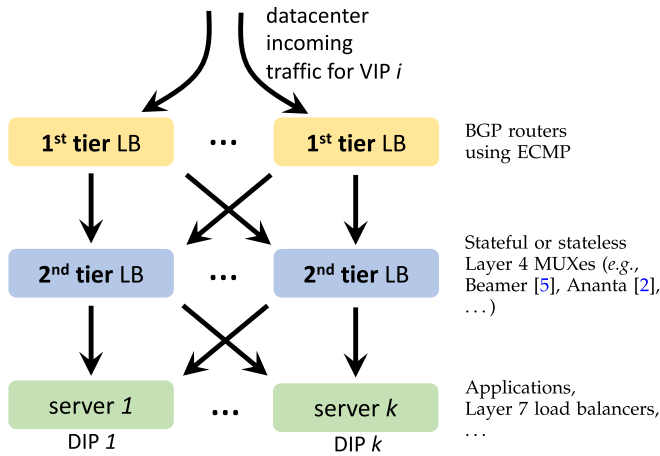 datacenter
incoming
traffic for VIP i
1st tier LB
...
1st tier LB
BGP routers
using ECMP
2nd tier LB
...
2nd tier LB
Stateful or stateless
Layer 4 MUXes (e.g.,
Beamer [5], Ananta [2],
. . . )
server 1
...
server k
Applications,
Layer 7 load balancers,
. . .
DIP 1
DIP k